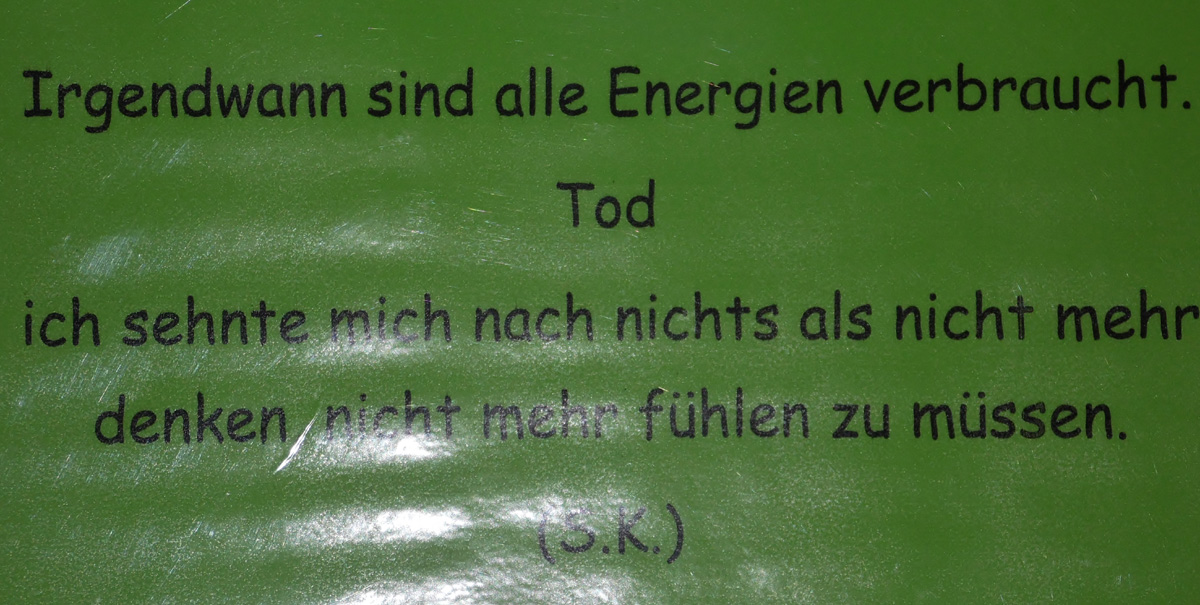 Irgendwann sind alle Energien verbraucht.
Tod
ich sehnte mich nach nichts als nicht mehr
denken nicht mehr fühlen zu müssen.
(S.K.)